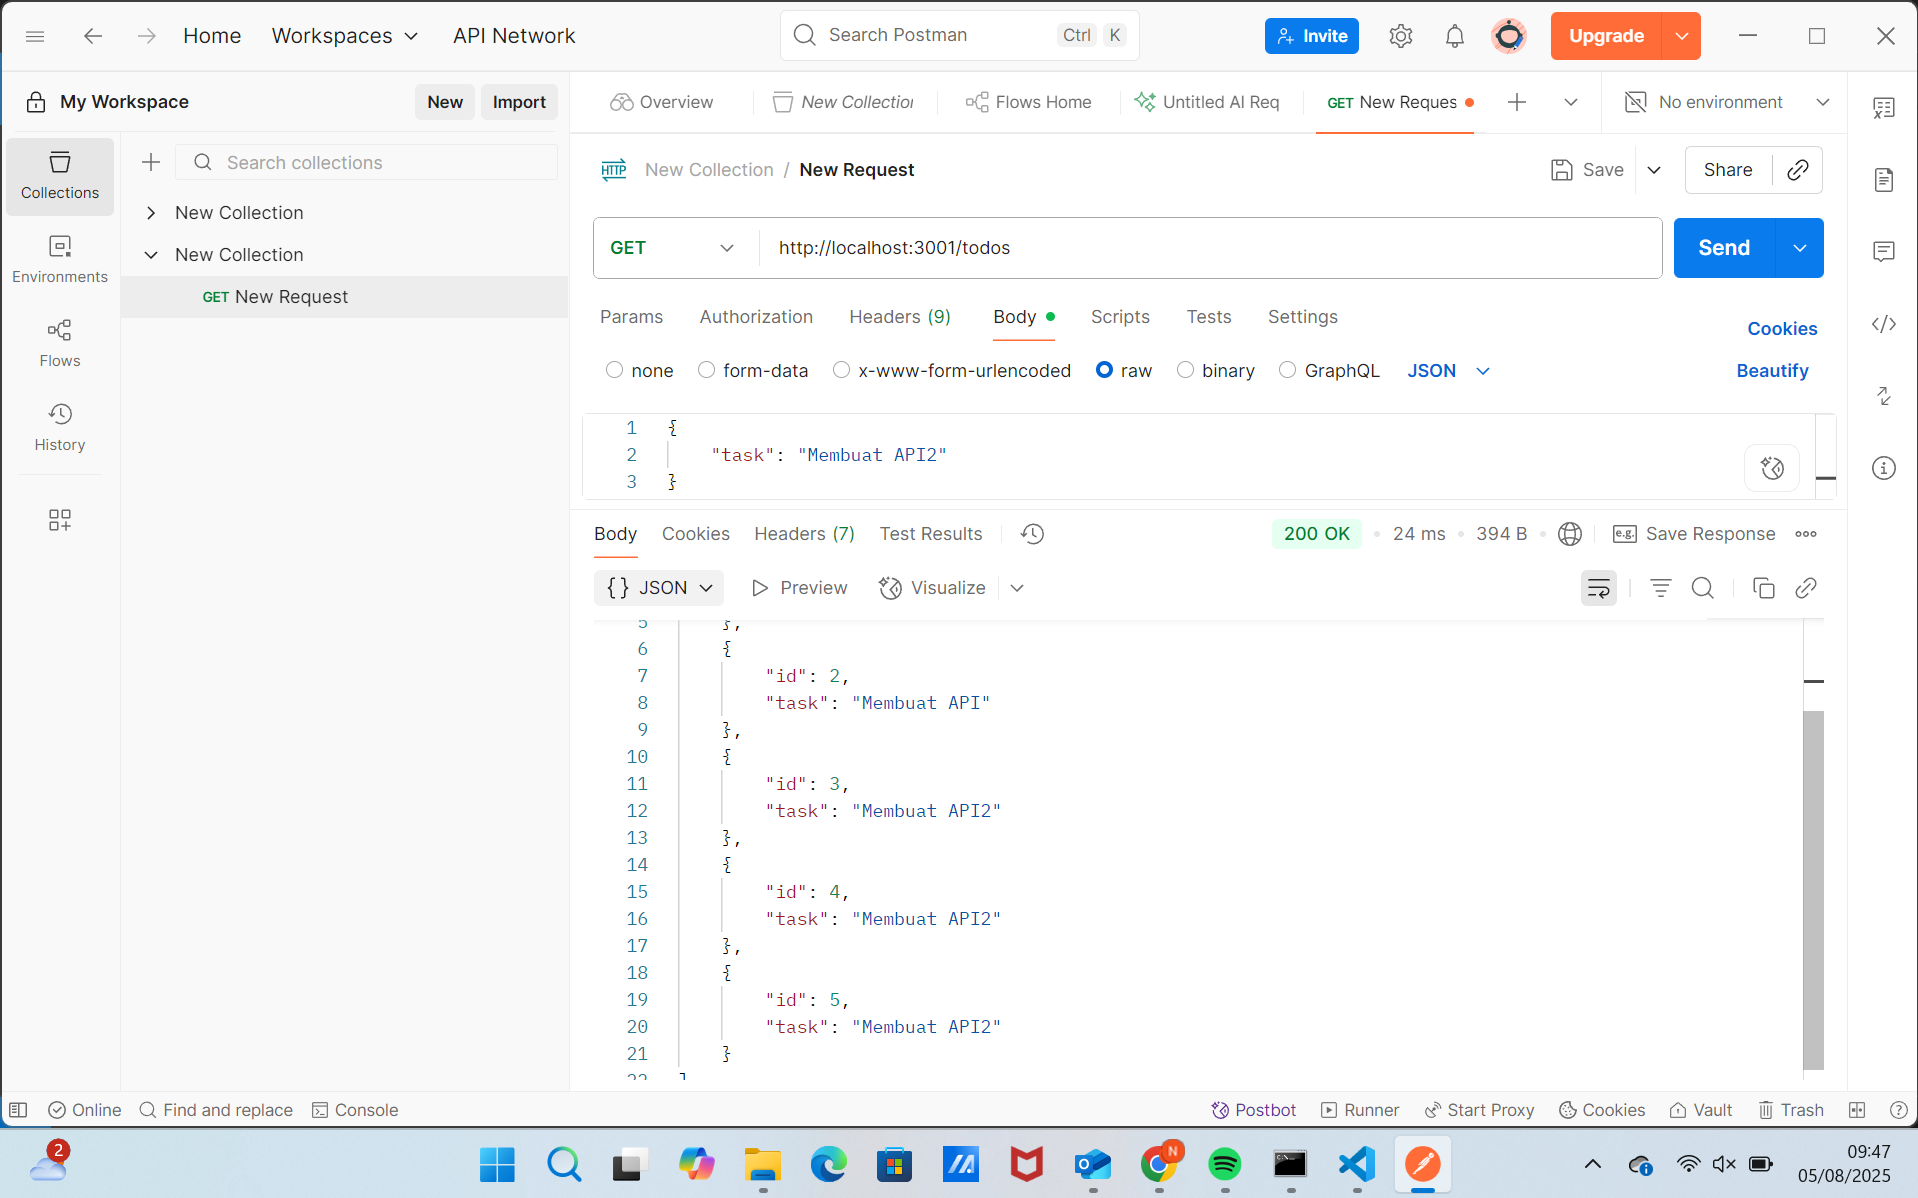 Home Workspaces API Network Search Postman Ctrl K Invite Upgrade
My Workspace New Import
Overview New Collection Flows Home Untitled AI Req GET New Reques No environment
Collections
Environments
Flows
History
Search collections
New Collection
New Collection
GET New Request
HTTP New Collection / New Request Save Share
GET http://localhost:3001/todos Send
Params Authorization Headers (9) Body Scripts Tests Settings Cookies
none form-data x-www-form-urlencoded raw binary GraphQL JSON Beautify
1 {
2 "task": "Membuat API2"
3 }
Body Cookies Headers (7) Test Results 200 OK • 24 ms • 394 B • e.g. Save Response
{} JSON Preview Visualize
5 },
6 {
7 "id": 2,
8 "task": "Membuat API"
9 },
10 {
11 "id": 3,
12 "task": "Membuat API2"
13 },
14 {
15 "id": 4,
16 "task": "Membuat API2"
17 },
18 {
19 "id": 5,
20 "task": "Membuat API2"
21 }
22 ]
Online Find and replace Console Postbot Runner Start Proxy Cookies Vault Trash
2
N
09:47
05/08/2025